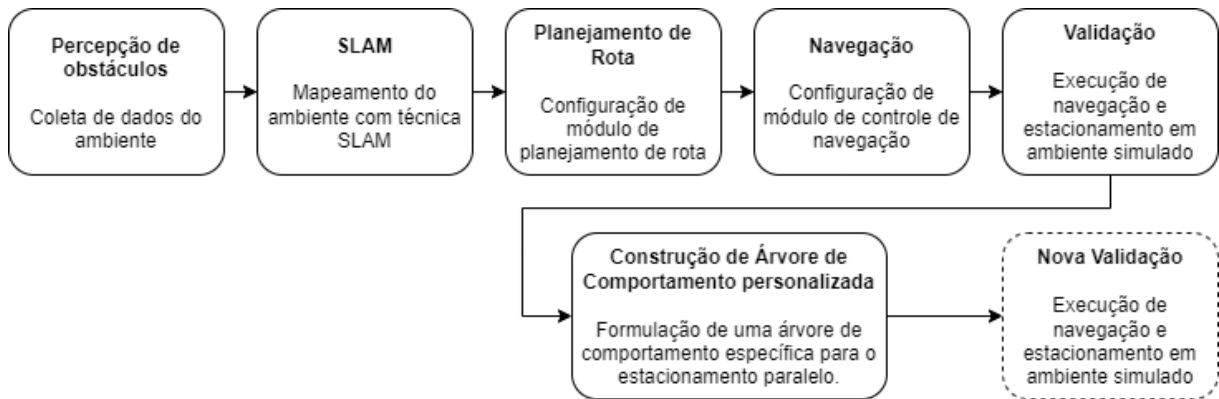 Percepção de
obstáculos
Coleta de dados do
ambiente
SLAM
Mapeamento do
ambiente com técnica
SLAM
Planejamento de
Rota
Configuração de
módulo de
planejamento de rota
Navegação
Configuração de
módulo de controle de
navegação
Validação
Execução de
navegação e
estacionamento em
ambiente simulado
Construção de Árvore de
Comportamento personalizada
Formulação de uma árvore de
comportamento específica para o
estacionamento paralelo.
Nova Validação
Execução de
navegação e
estacionamento em
ambiente simulado